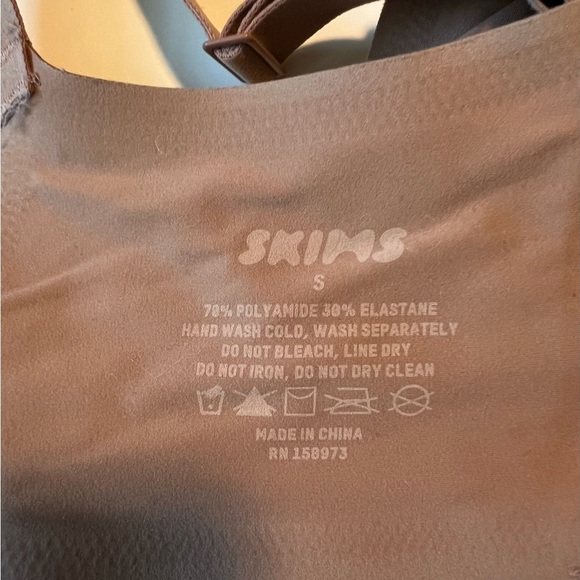 SKIMS
S
70% POLYAMIDE 30% ELASTANE
HAND WASH COLD, WASH SEPARATELY
DO NOT BLEACH, LINE DRY
DO NOT IRON, DO NOT DRY CLEAN
MADE IN CHINA
RN 158973